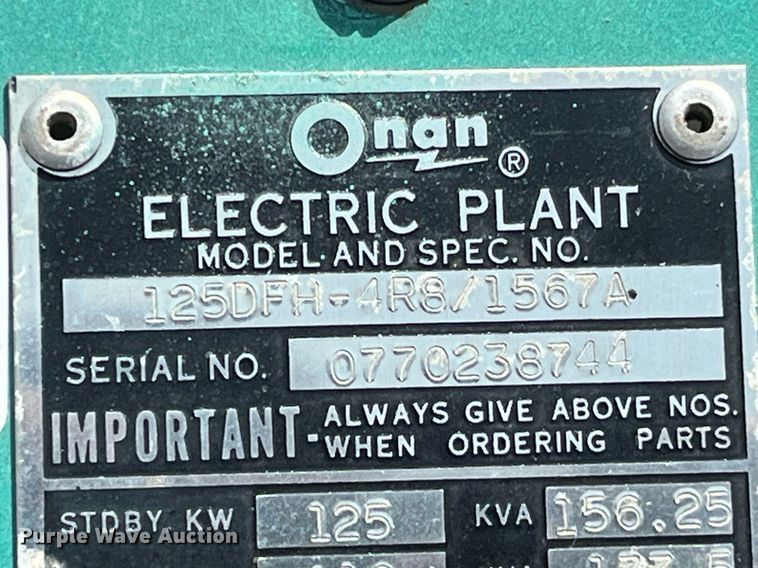 Onan ®
ELECTRIC PLANT
MODEL AND SPEC. NO.
125DFH-4R8/1567A
SERIAL NO. 0770238744
IMPORTANT- ALWAYS GIVE ABOVE NOS.
WHEN ORDERING PARTS
STDBY KW 125 KVA 156.25
Purple Wave Auction